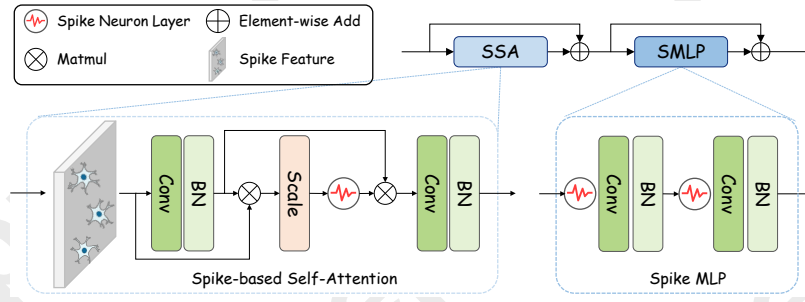 Spike Neuron Layer
Element-wise Add
Matmul
Spike Feature
SSA
SMLP
Conv
BN
Scale
Conv
BN
Spike-based Self-Attention
Conv
BN
Conv
BN
Spike MLP